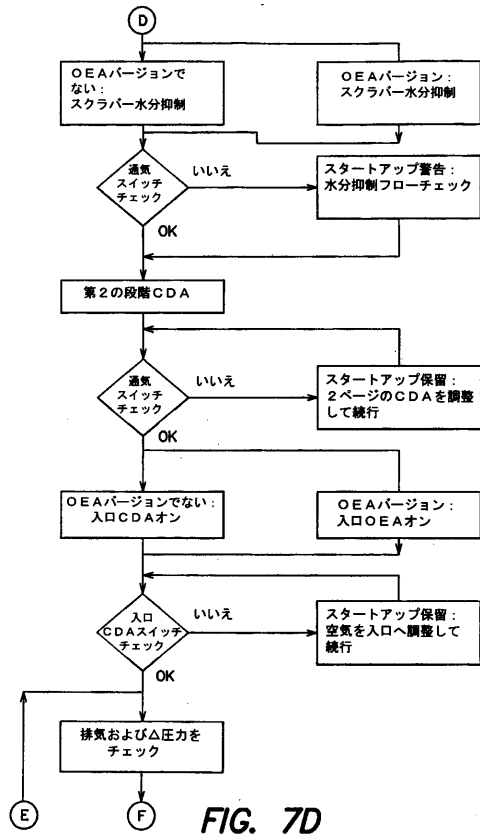 D
OEAバージョンで
ない:
スクラバー水分抑制
OEAバージョン:
スクラバー水分抑制
通気
スイッチ
チェック
いいえ
スタートアップ警告:
水分抑制フローチェック
OK
第2の段階CDA
通気
スイッチ
チェック
いいえ
スタートアップ保留:
2ページのCDAを調整
して続行
OK
OEAバージョンでない:
入口CDAオン
OEAバージョン:
入口OEAオン
入口
CDAスイッチ
チェック
いいえ
スタートアップ保留:
空気を入口へ調整して
続行
OK
排気および△圧力を
チェック
E
F
FIG. 7D